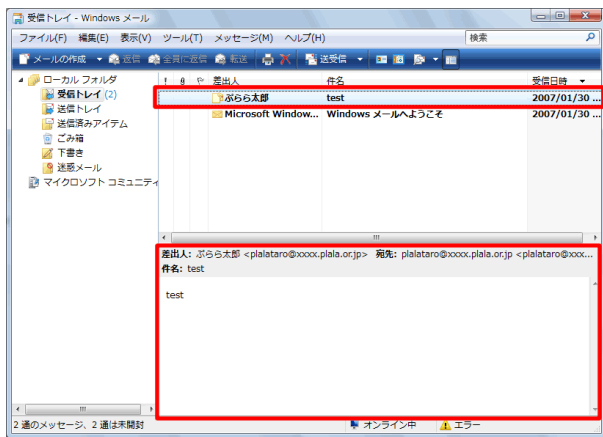 受信トレイ - Windows メール
ファイル(F) 編集(E) 表示(V) ツール(T) メッセージ(M) ヘルプ(H) 検索
メールの作成 返信 全員に返信 転送 送受信
ローカル フォルダ
受信トレイ (2)
送信トレイ
送信済みアイテム
ごみ箱
下書き
迷惑メール
マイクロソフト コミュニティ
! 差出人 件名 受信日時
ぷらら太郎 test 2007/01/30 ...
Microsoft Window... Windows メールへようこそ 2007/01/30 ...
差出人: ぷらら太郎 <plalataro@xxxx.plala.or.jp> 宛先: plalataro@xxxx.plala.or.jp <plalataro@xxx...
件名: test
test
2 通のメッセージ、2 通は未開封 オンライン中 エラー